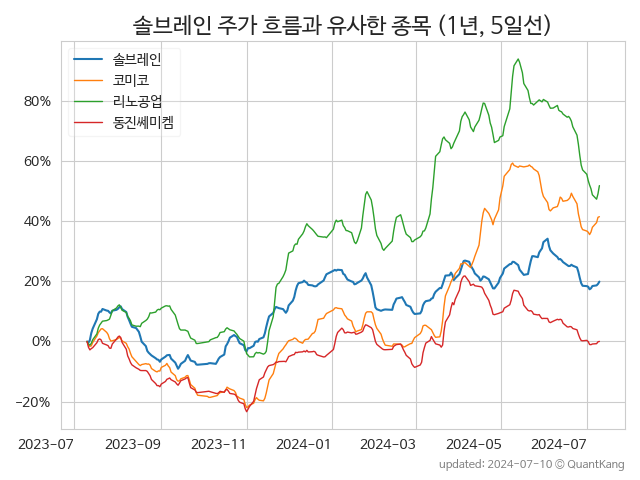 솔브레인 주가 흐름과 유사한 종목 (1년, 5일선)
솔브레인
코미코
리노공업
동진쎄미켐
80%
60%
40%
20%
0%
−20%
2023-07 2023-09 2023-11 2024-01 2024-03 2024-05 2024-07
updated: 2024-07-10 © QuantKang